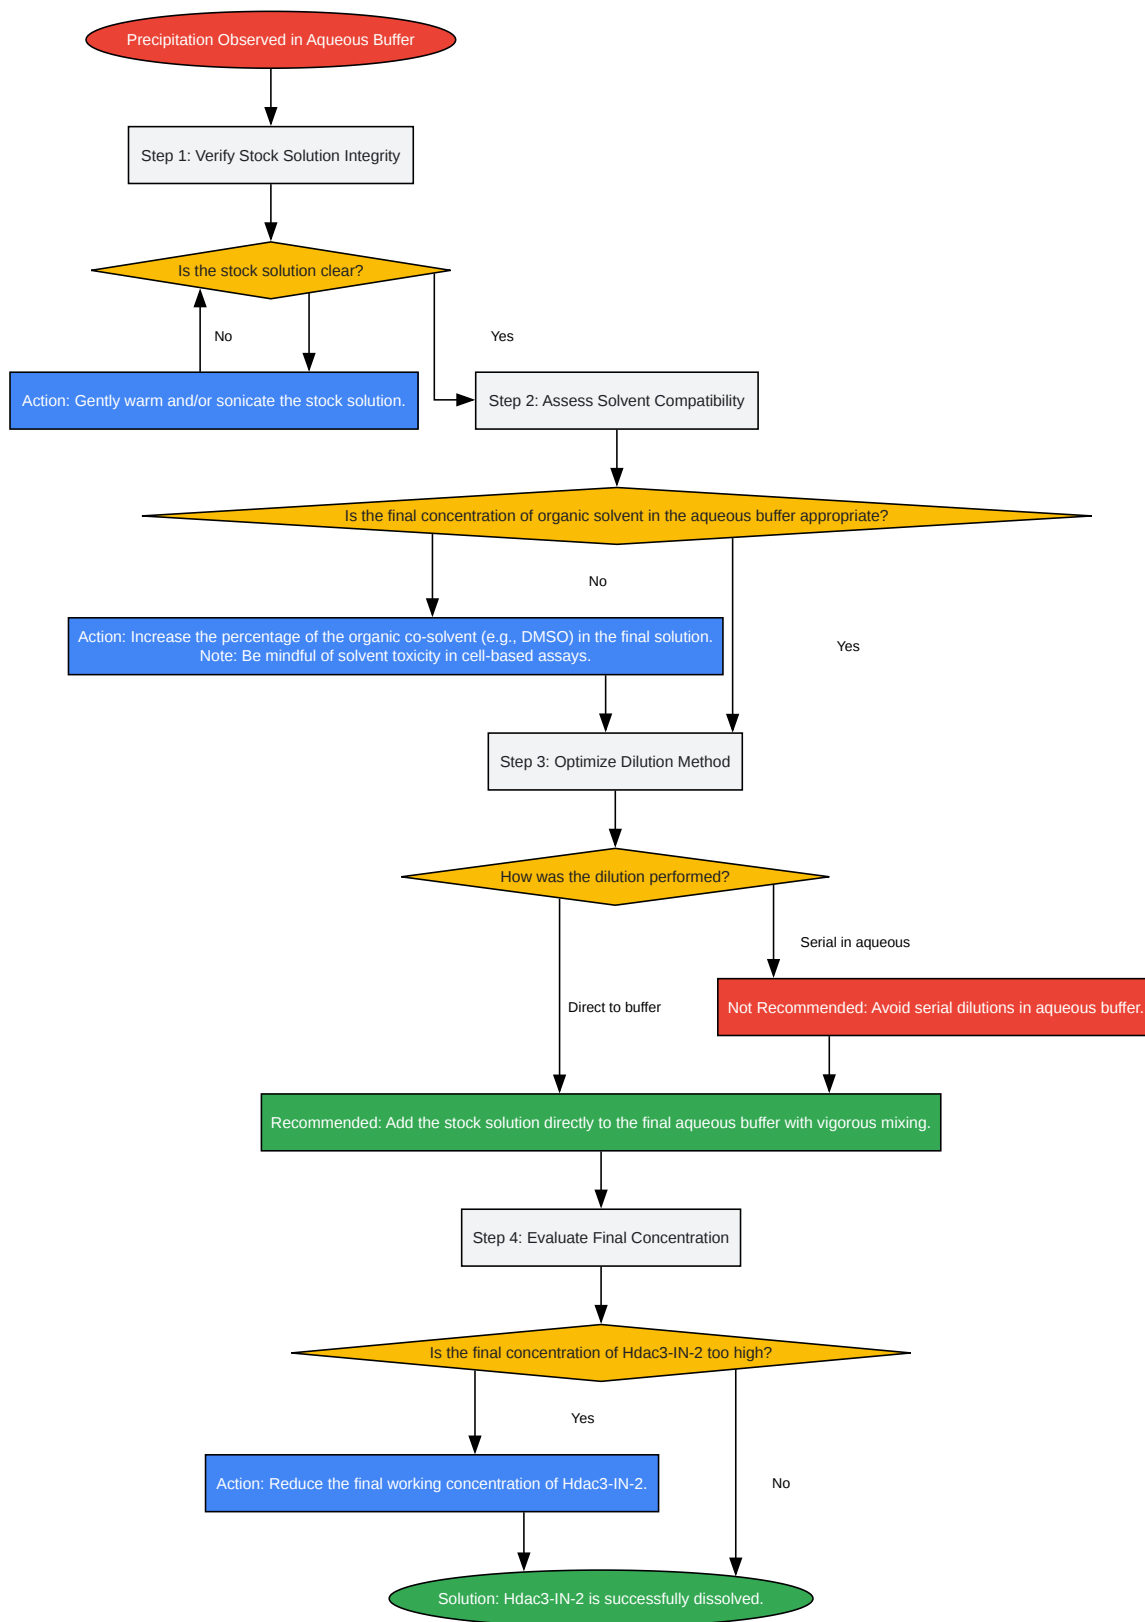 Precipitation Observed in Aqueous Buffer
Step 1: Verify Stock Solution Integrity
Is the stock solution clear?
No
Yes
Action: Gently warm and/or sonicate the stock solution.
Step 2: Assess Solvent Compatibility
Is the final concentration of organic solvent in the aqueous buffer appropriate?
No
Action: Increase the percentage of the organic co-solvent (e.g., DMSO) in the final solution.
Note: Be mindful of solvent toxicity in cell-based assays.
Yes
Step 3: Optimize Dilution Method
How was the dilution performed?
Serial in aqueous
Direct to buffer
Not Recommended: Avoid serial dilutions in aqueous buffer.
Recommended: Add the stock solution directly to the final aqueous buffer with vigorous mixing.
Step 4: Evaluate Final Concentration
Is the final concentration of Hdac3-IN-2 too high?
Yes
Action: Reduce the final working concentration of Hdac3-IN-2.
No
Solution: Hdac3-IN-2 is successfully dissolved.